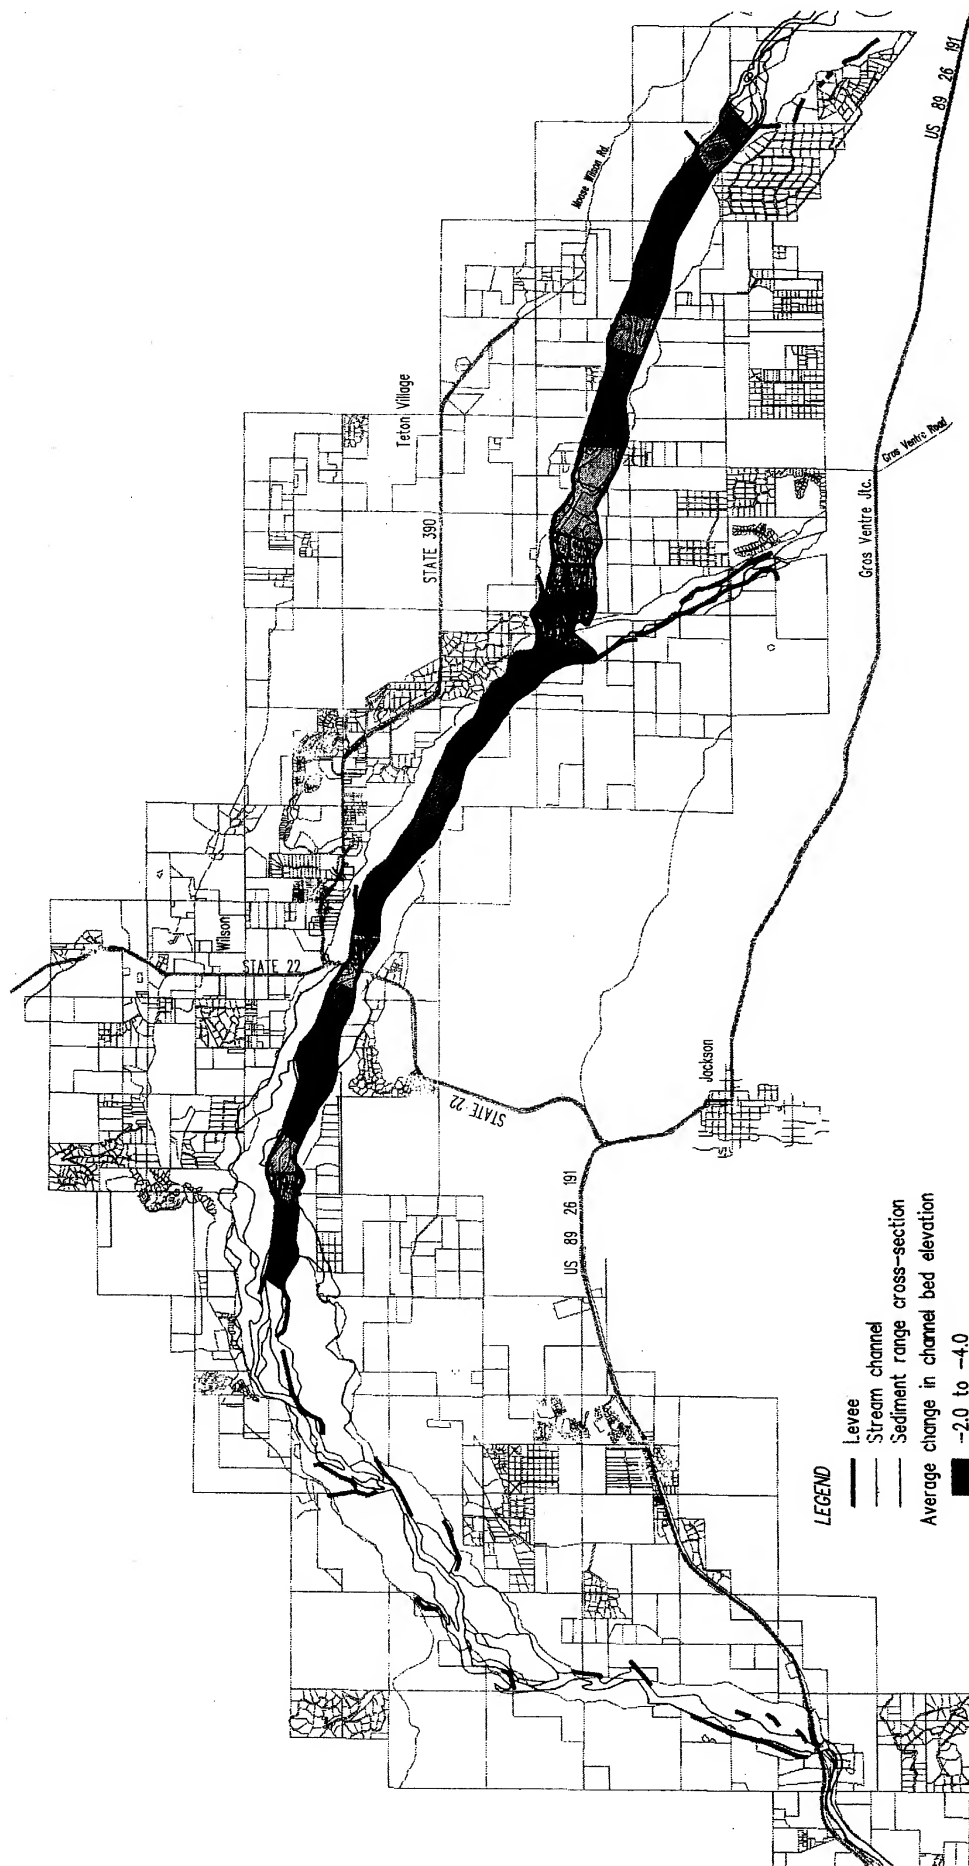 US 89 26 191
Moose Wilson Rd.
Teton Village
STATE 390
Gros Ventre Road
Gros Ventre Jtc.
Wilson
STATE 22
Jackson
STATE 22
US 89 26 191
LEGEND
Levee
Stream channel
Sediment range cross-section
Average change in channel bed elevation
-2.0 to -4.0